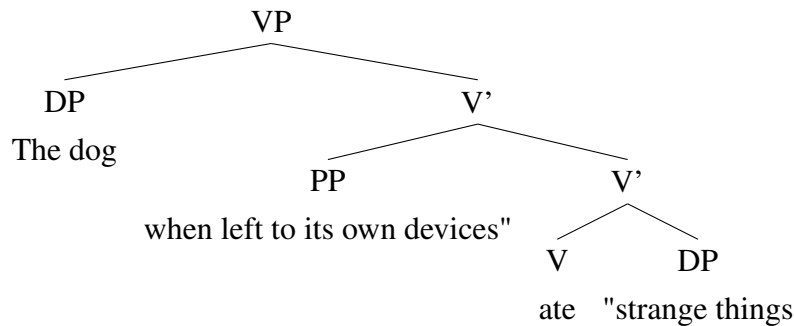 VP
DP V’
The dog
PP V’
when left to its own devices"
V DP
ate "strange things